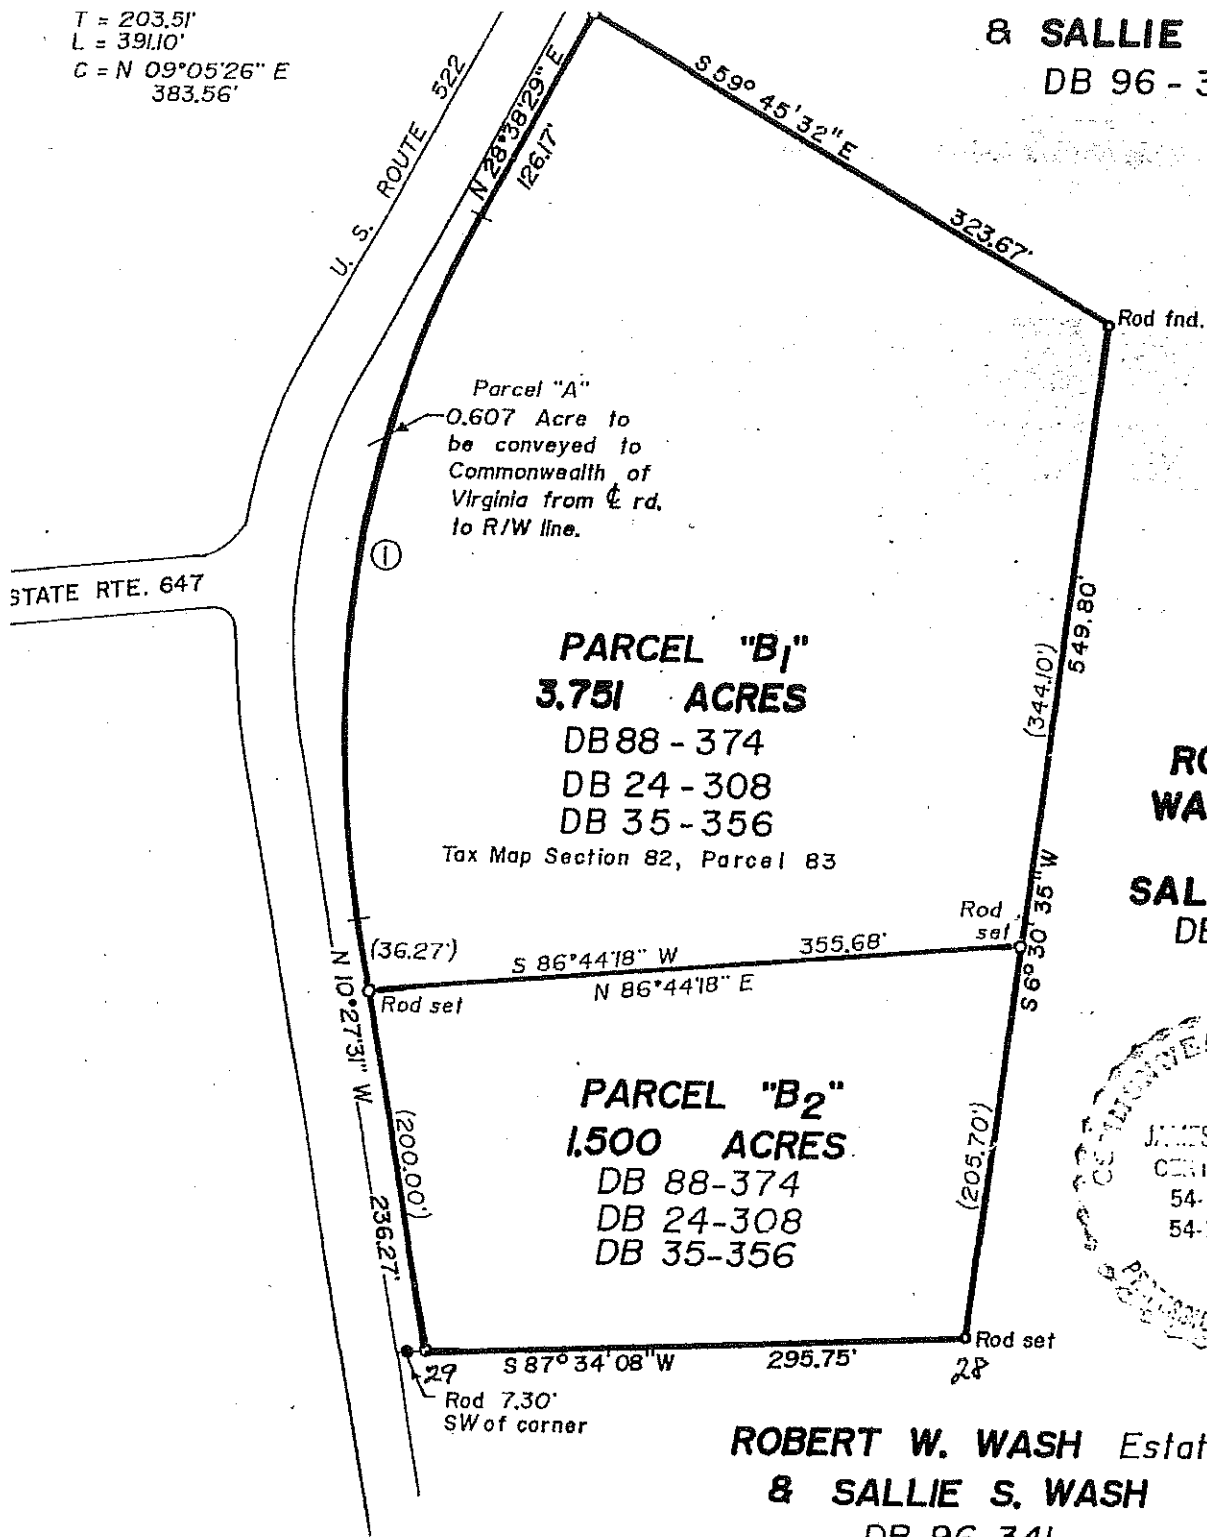 T = 203.51'
L = 391.10'
C = N 09°05'26" E
383.56'
& SALLIE
DB 96 - 3
U. S. ROUTE 522
N 28°38'29" E
126.17'
S 59° 45'32" E
323.67'
Rod fnd.
Parcel "A"
0.607 Acre to
be conveyed to
Commonwealth of
Virginia from ℄ rd.
to R/W line.
1
STATE RTE. 647
549.80'
(344.10')
PARCEL "B1"
3.751 ACRES
DB 88 - 374
DB 24 - 308
DB 35 - 356
Tax Map Section 82, Parcel 83
RO
WA
SAL
DB
Rod
set
S 6° 30' 35" W
(36.27')
S 86°44'18" W 355.68'
N 86°44'18" E
Rod set
N 10°27'31" W
236.27'
(200.00')
PARCEL "B2"
1.500 ACRES
DB 88-374
DB 24-308
DB 35-356
(205.70')
JAMES
54-
54-
Rod set
S 87° 34' 08" W 295.75'
29
28
Rod 7.30'
SW of corner
ROBERT W. WASH Estat
& SALLIE S. WASH
DB 96-341